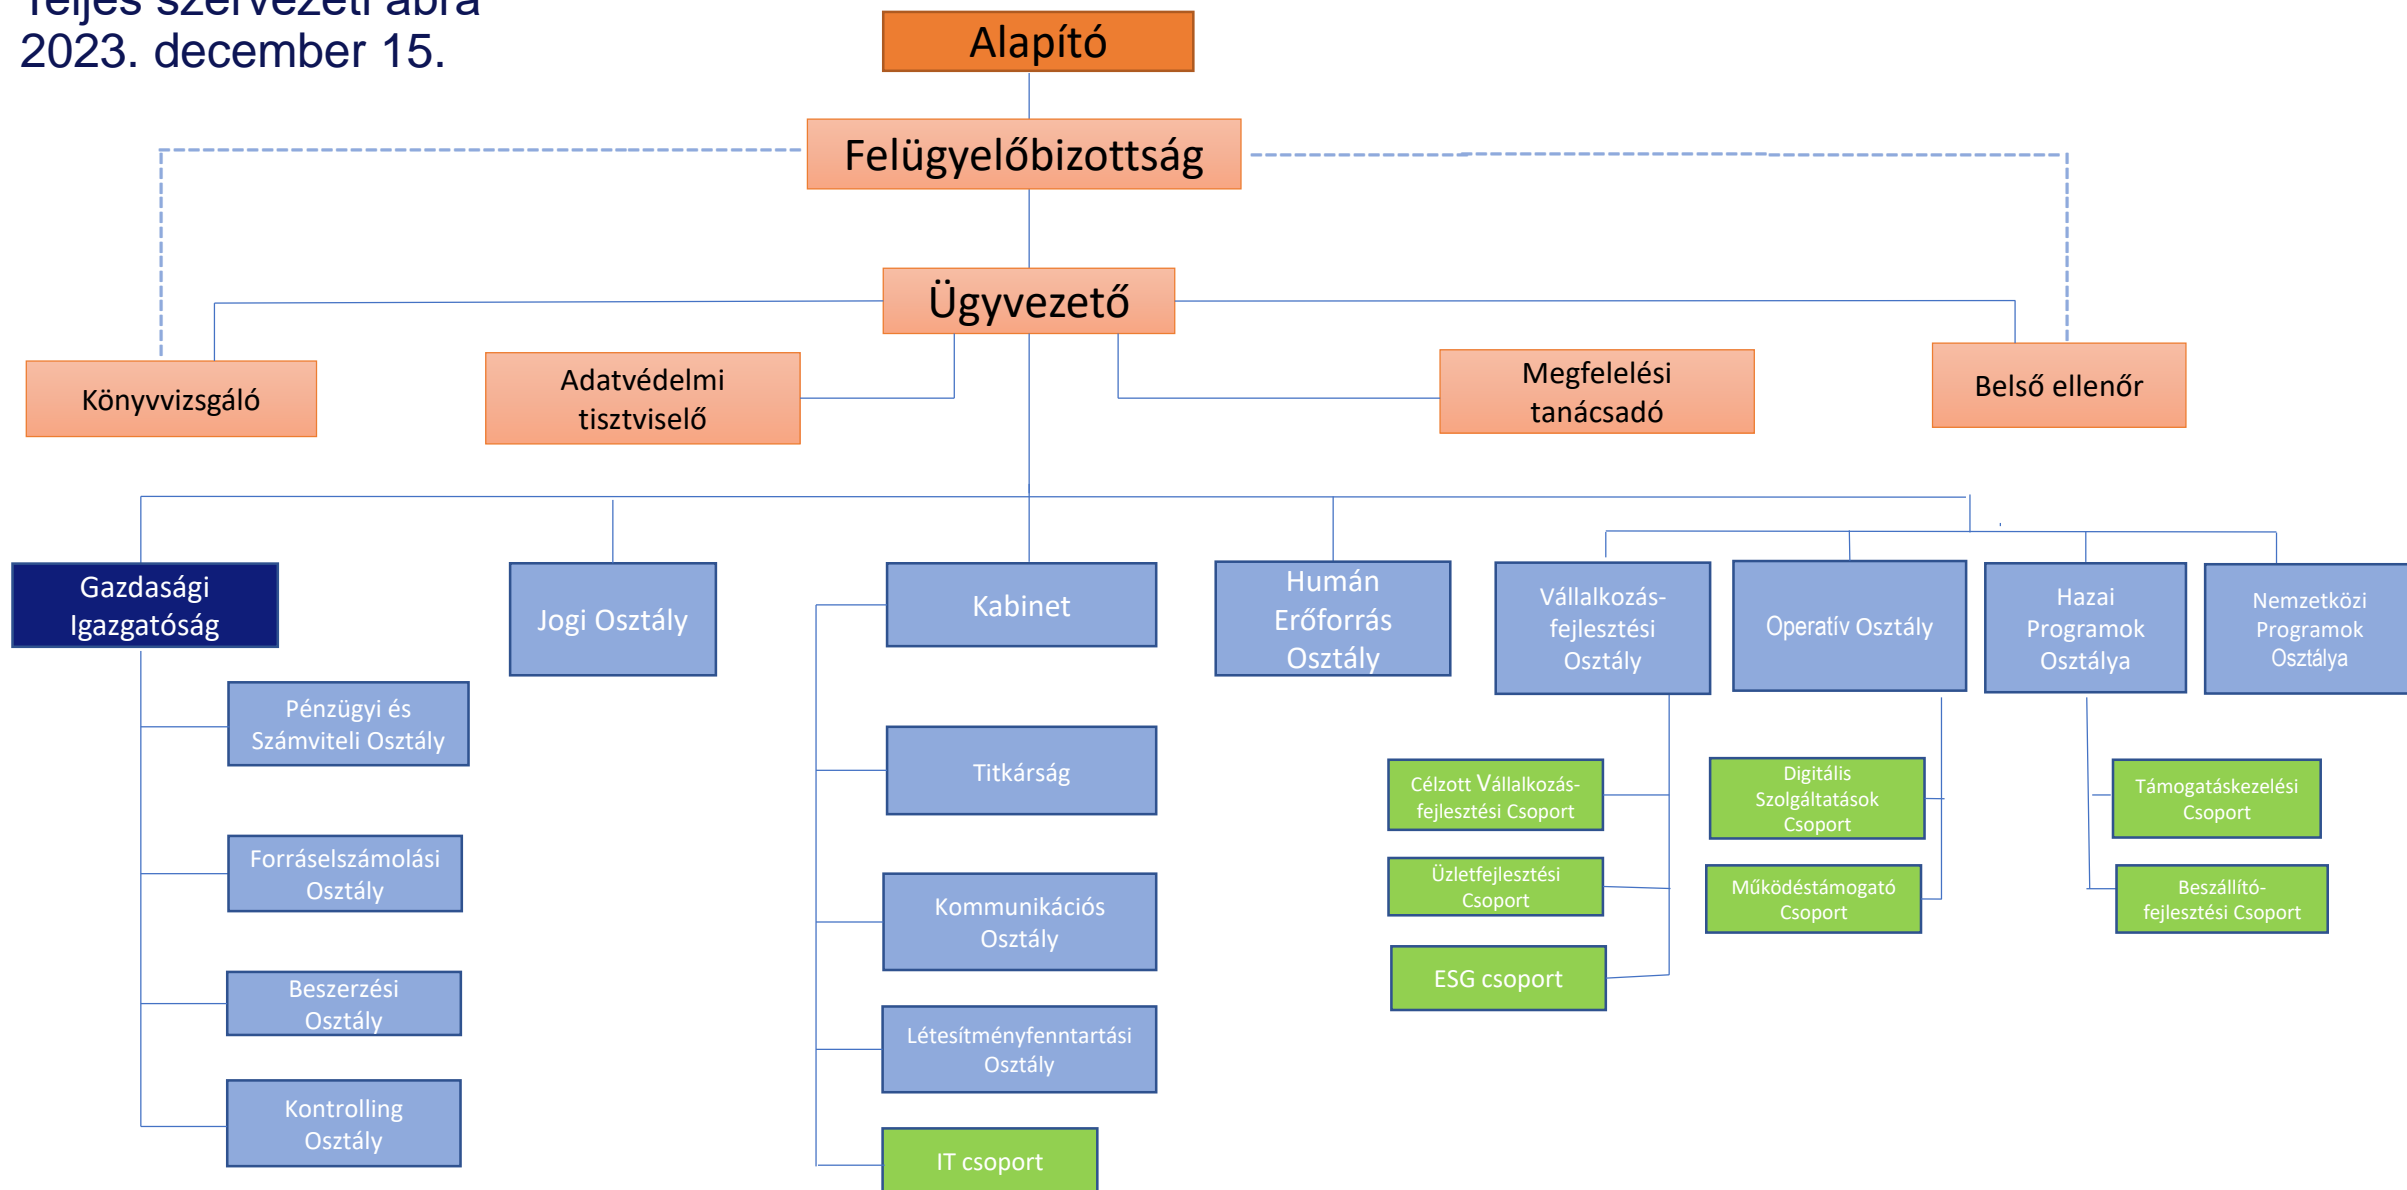 Teljes szervezeti ábra
2023. december 15.
Alapító
Felügyelőbizottság
Ügyvezető
Könyvvizsgáló
Adatvédelmi
tisztviselő
Megfelelési
tanácsadó
Belső ellenőr
Gazdasági
Igazgatóság
Jogi Osztály
Kabinet
Humán
Erőforrás
Osztály
Vállalkozás-
fejlesztési
Osztály
Operatív Osztály
Hazai
Programok
Osztálya
Nemzetközi
Programok
Osztálya
Pénzügyi és
Számviteli Osztály
Forráselszámolási
Osztály
Beszerzési
Osztály
Kontrolling
Osztály
Titkárság
Kommunikációs
Osztály
Létesítményfenntartási
Osztály
IT csoport
Célzott Vállalkozás-
fejlesztési Csoport
Üzletfejlesztési
Csoport
ESG csoport
Digitális
Szolgáltatások
Csoport
Működéstámogató
Csoport
Támogatáskezelési
Csoport
Beszállító-
fejlesztési Csoport